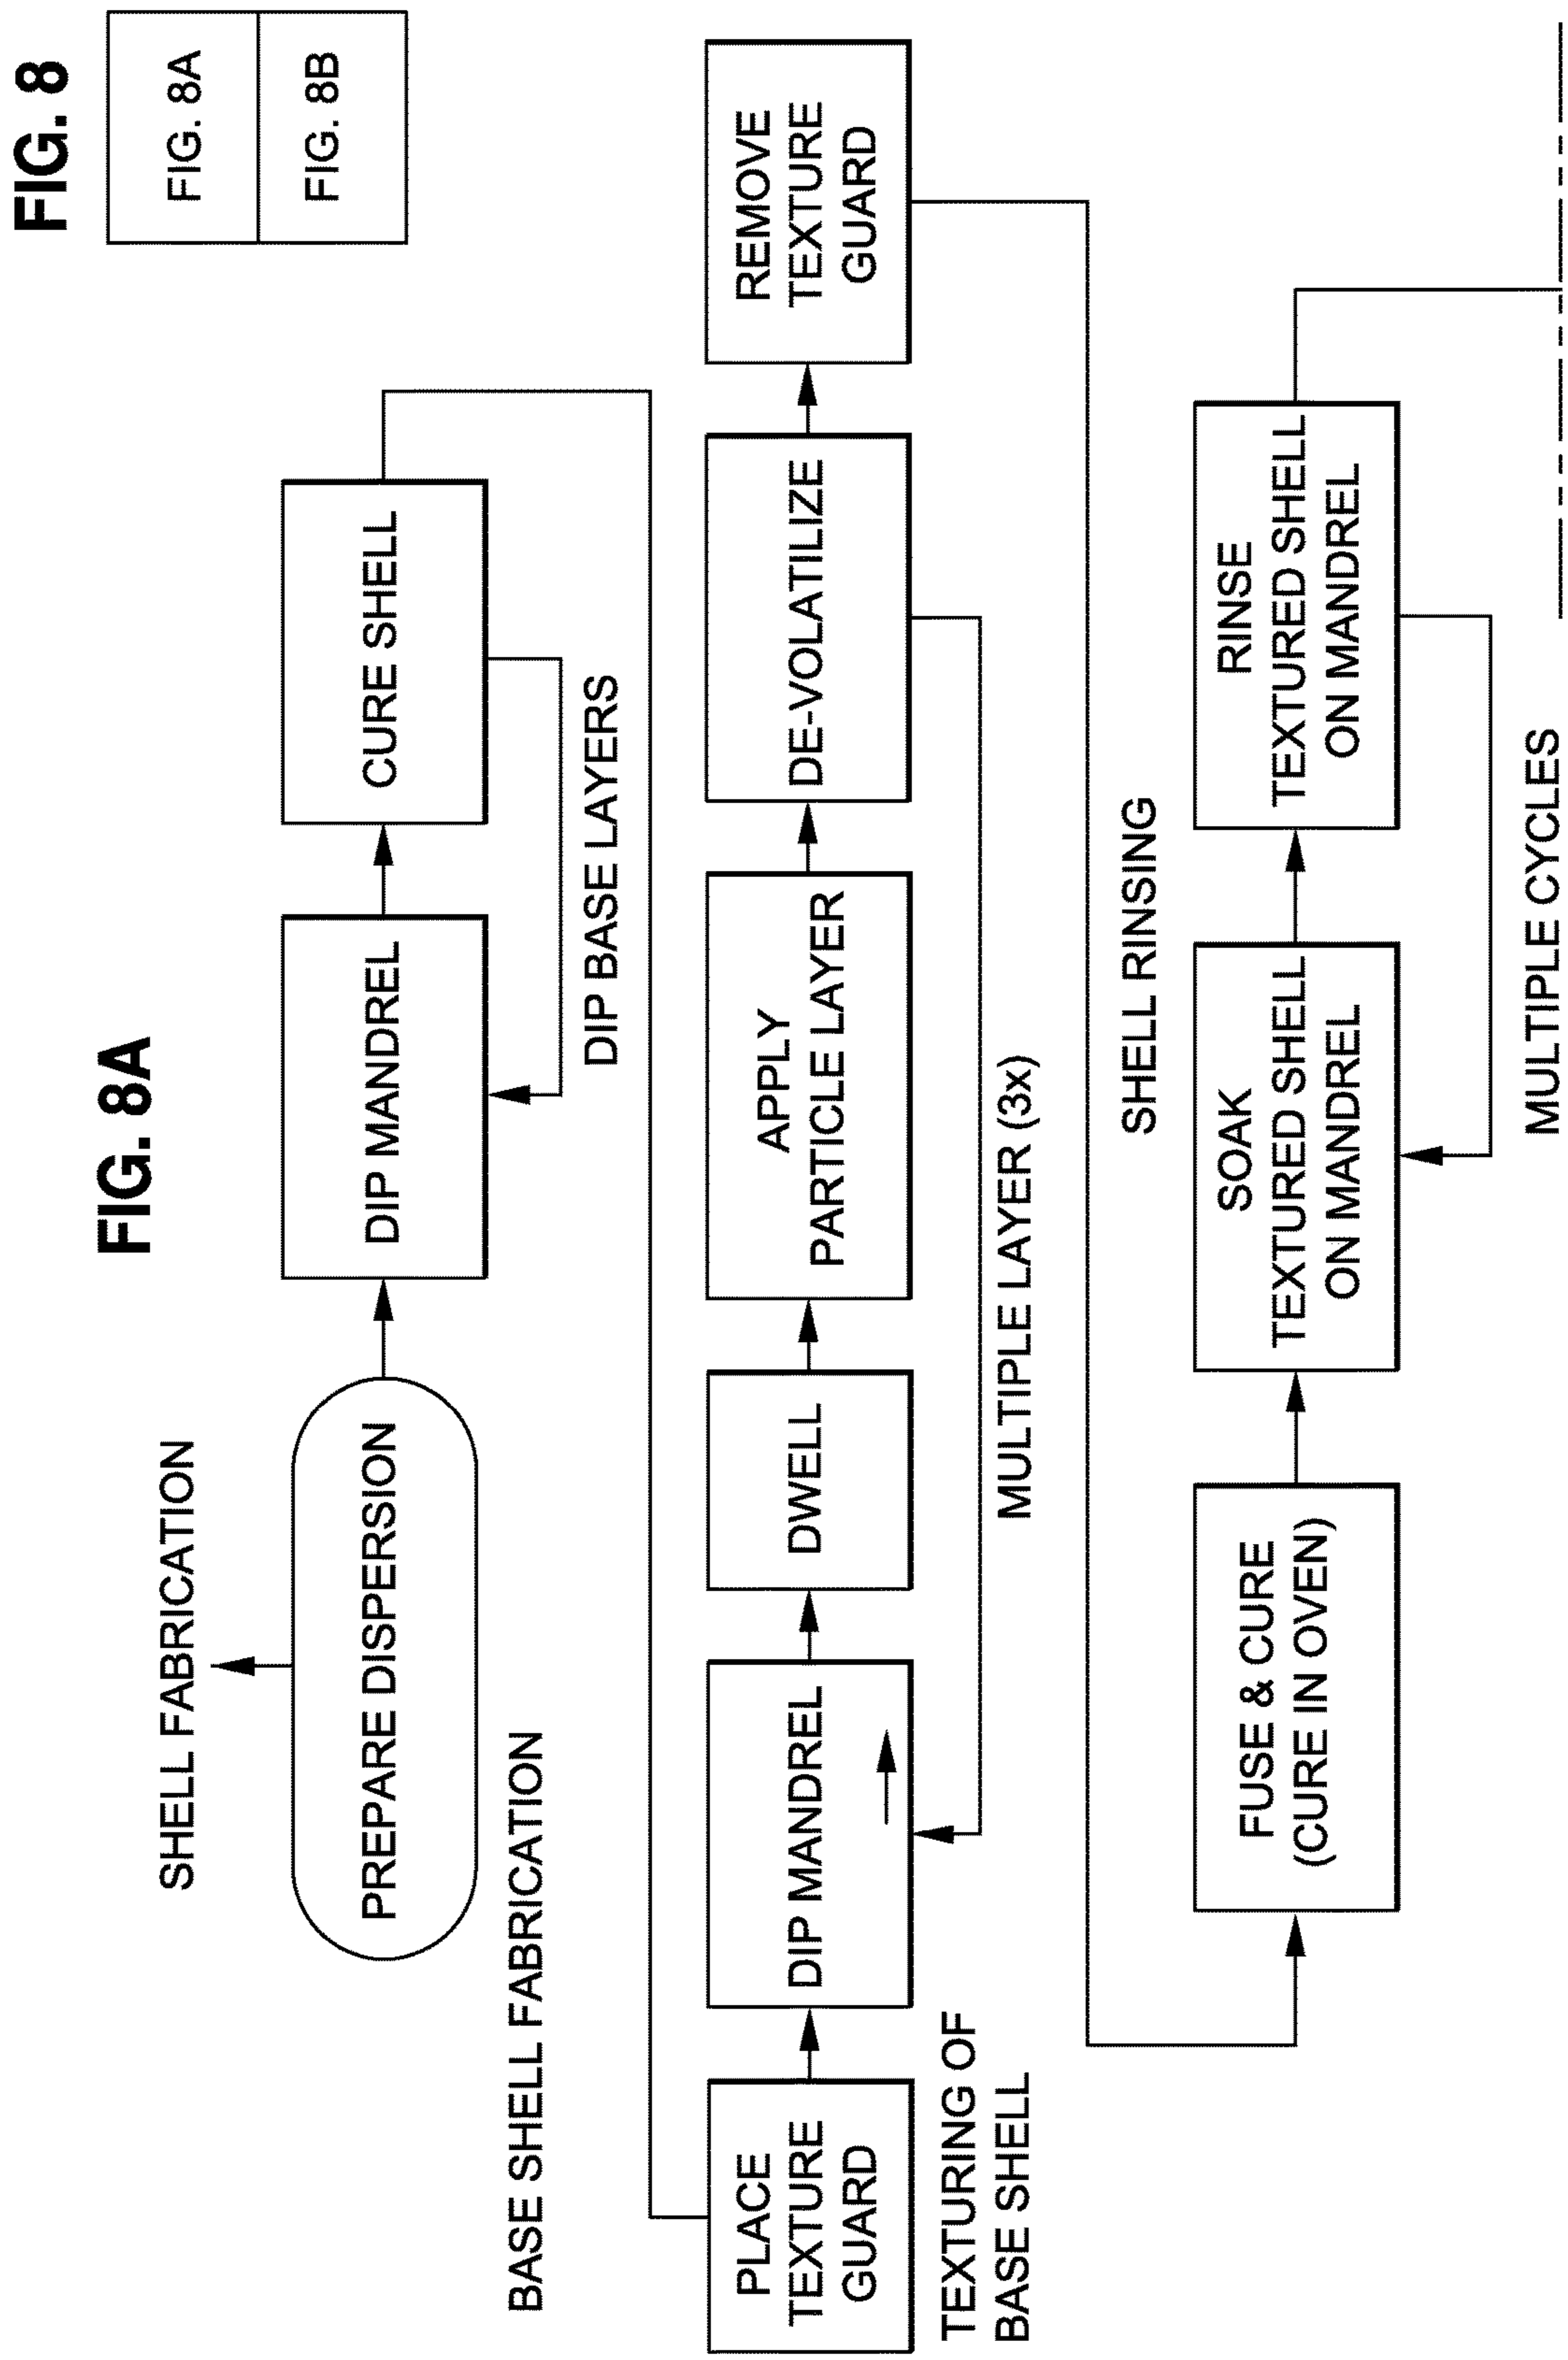 FIG. 8
FIG. 8A
FIG. 8B
FIG. 8A
SHELL FABRICATION
PREPARE DISPERSION
DIP MANDREL
CURE SHELL
DIP BASE LAYERS
BASE SHELL FABRICATION
PLACE
TEXTURE
GUARD
DIP MANDREL
DWELL
APPLY
PARTICLE LAYER
DE-VOLATILIZE
REMOVE
TEXTURE
GUARD
MULTIPLE LAYER (3x)
TEXTURING OF
BASE SHELL
SHELL RINSING
FUSE & CURE
(CURE IN OVEN)
SOAK
TEXTURED SHELL
ON MANDREL
RINSE
TEXTURED SHELL
ON MANDREL
MULTIPLE CYCLES